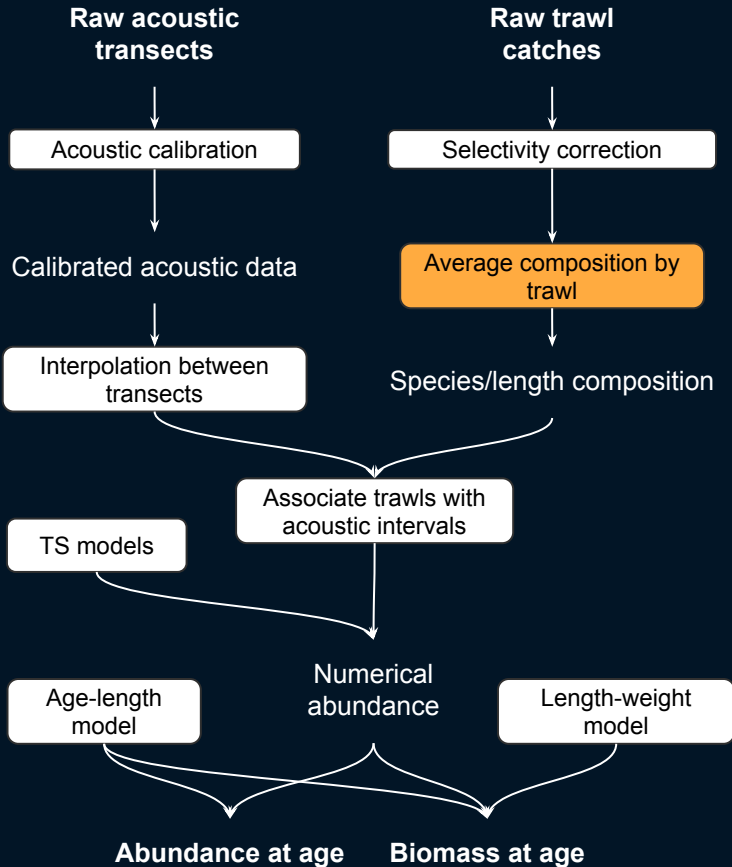 Raw acoustic
transects
Raw trawl
catches
Acoustic calibration
Selectivity correction
Calibrated acoustic data
Average composition by
trawl
Interpolation between
transects
Species/length composition
Associate trawls with
acoustic intervals
TS models
Numerical
abundance
Age-length
model
Length-weight
model
Abundance at age
Biomass at age